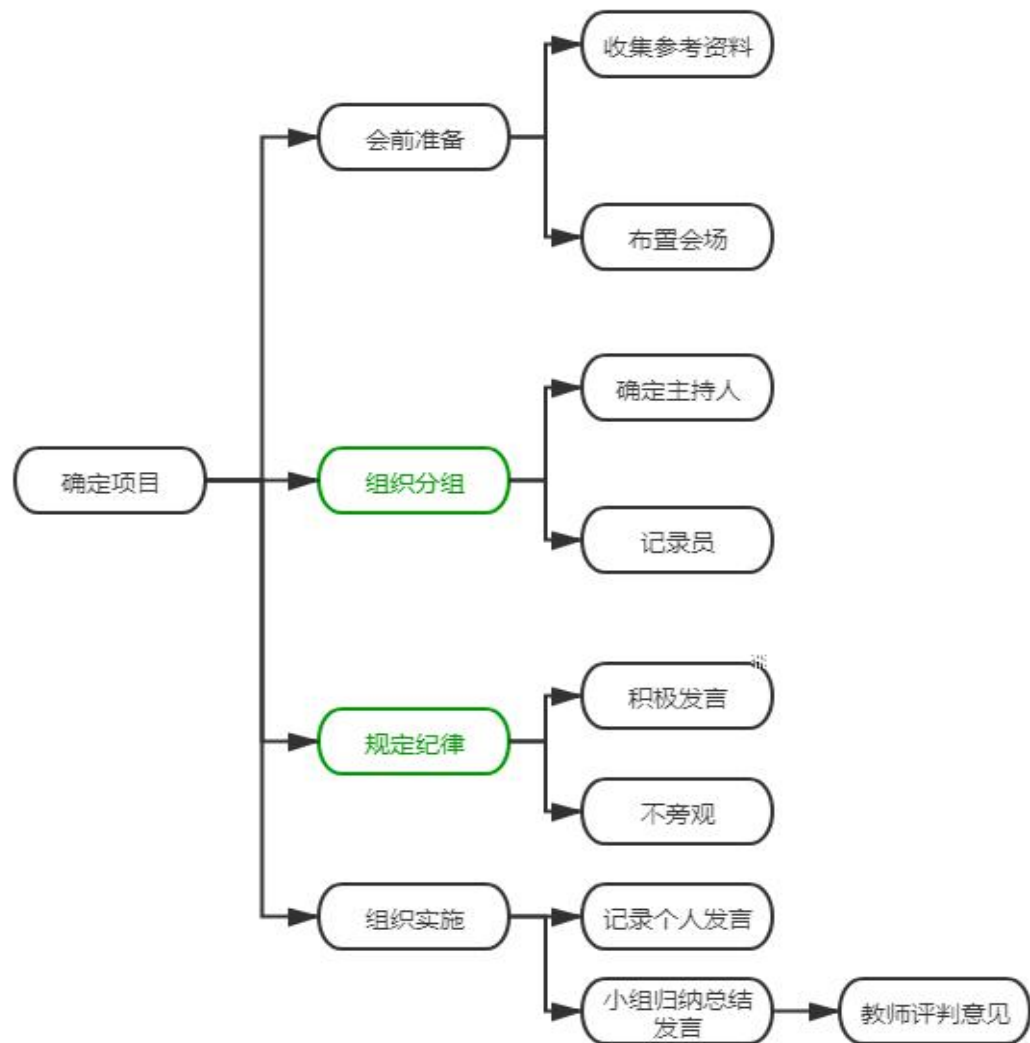 收集参考资料
会前准备
布置会场
确定主持人
确定项目
组织分组
记录员
积极发言
规定纪律
不旁观
组织实施
记录个人发言
小组归纳总结
发言
教师评判意见